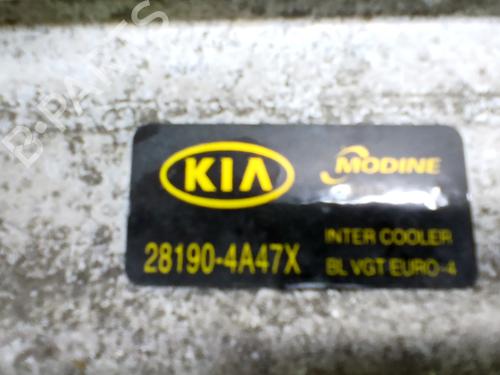 B-PARTS
KIA
MODINE
28190-4A47X
INTER COOLER
BL VGT EURO-4